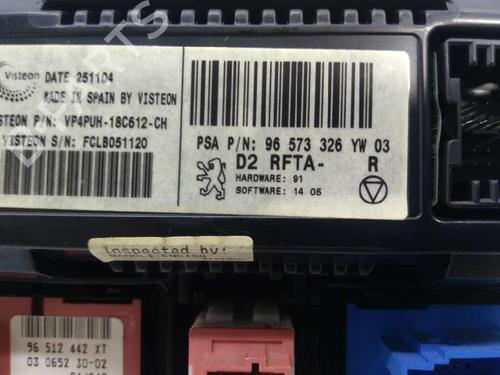 Visteon
DATE 251104
MADE IN SPAIN BY VISTEON
STEON P/N: VP4PUH-18C612-CH
VISTEON S/N: FCLB051120
PSA P/N: 96 573 326 YW 03
D2 RFTA- R
HARDWARE: 91
SOFTWARE: 14 05
Inspected by:
96 512 442 XT
03 0652 30-02